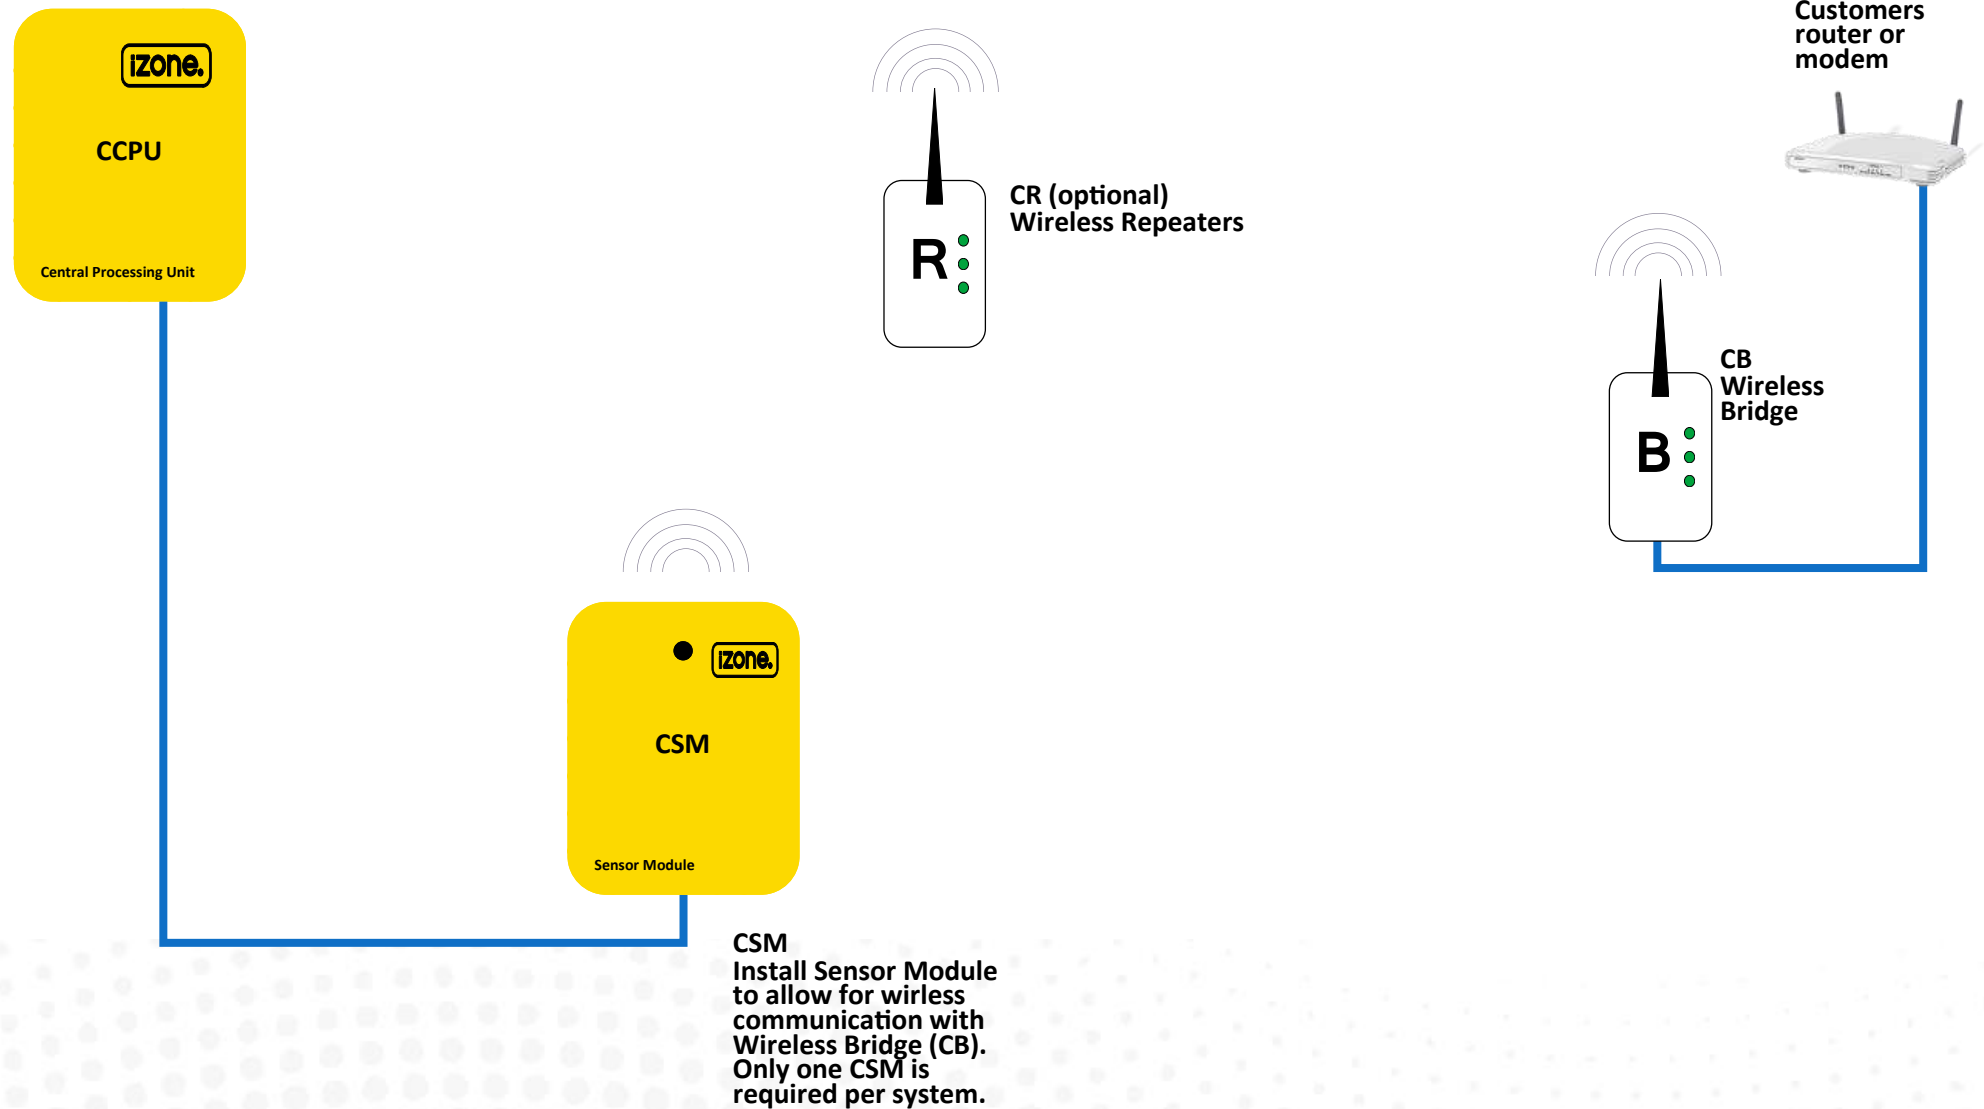 izone.
CCPU
Central Processing Unit
CR (optional)
Wireless Repeaters
R
Customers
router or
modem
CB
Wireless
Bridge
B
izone.
CSM
Sensor Module
CSM
Install Sensor Module
to allow for wirless
communication with
Wireless Bridge (CB).
Only one CSM is
required per system.